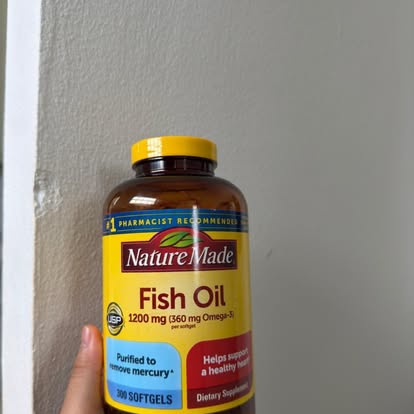 #1 PHARMACIST RECOMMENDED
Nature Made
Fish Oil
1200 mg (360 mg Omega-3)
per softgel
USP
Purified to
remove mercury*
Helps support
a healthy heart
300 SOFTGELS
Dietary Supplement